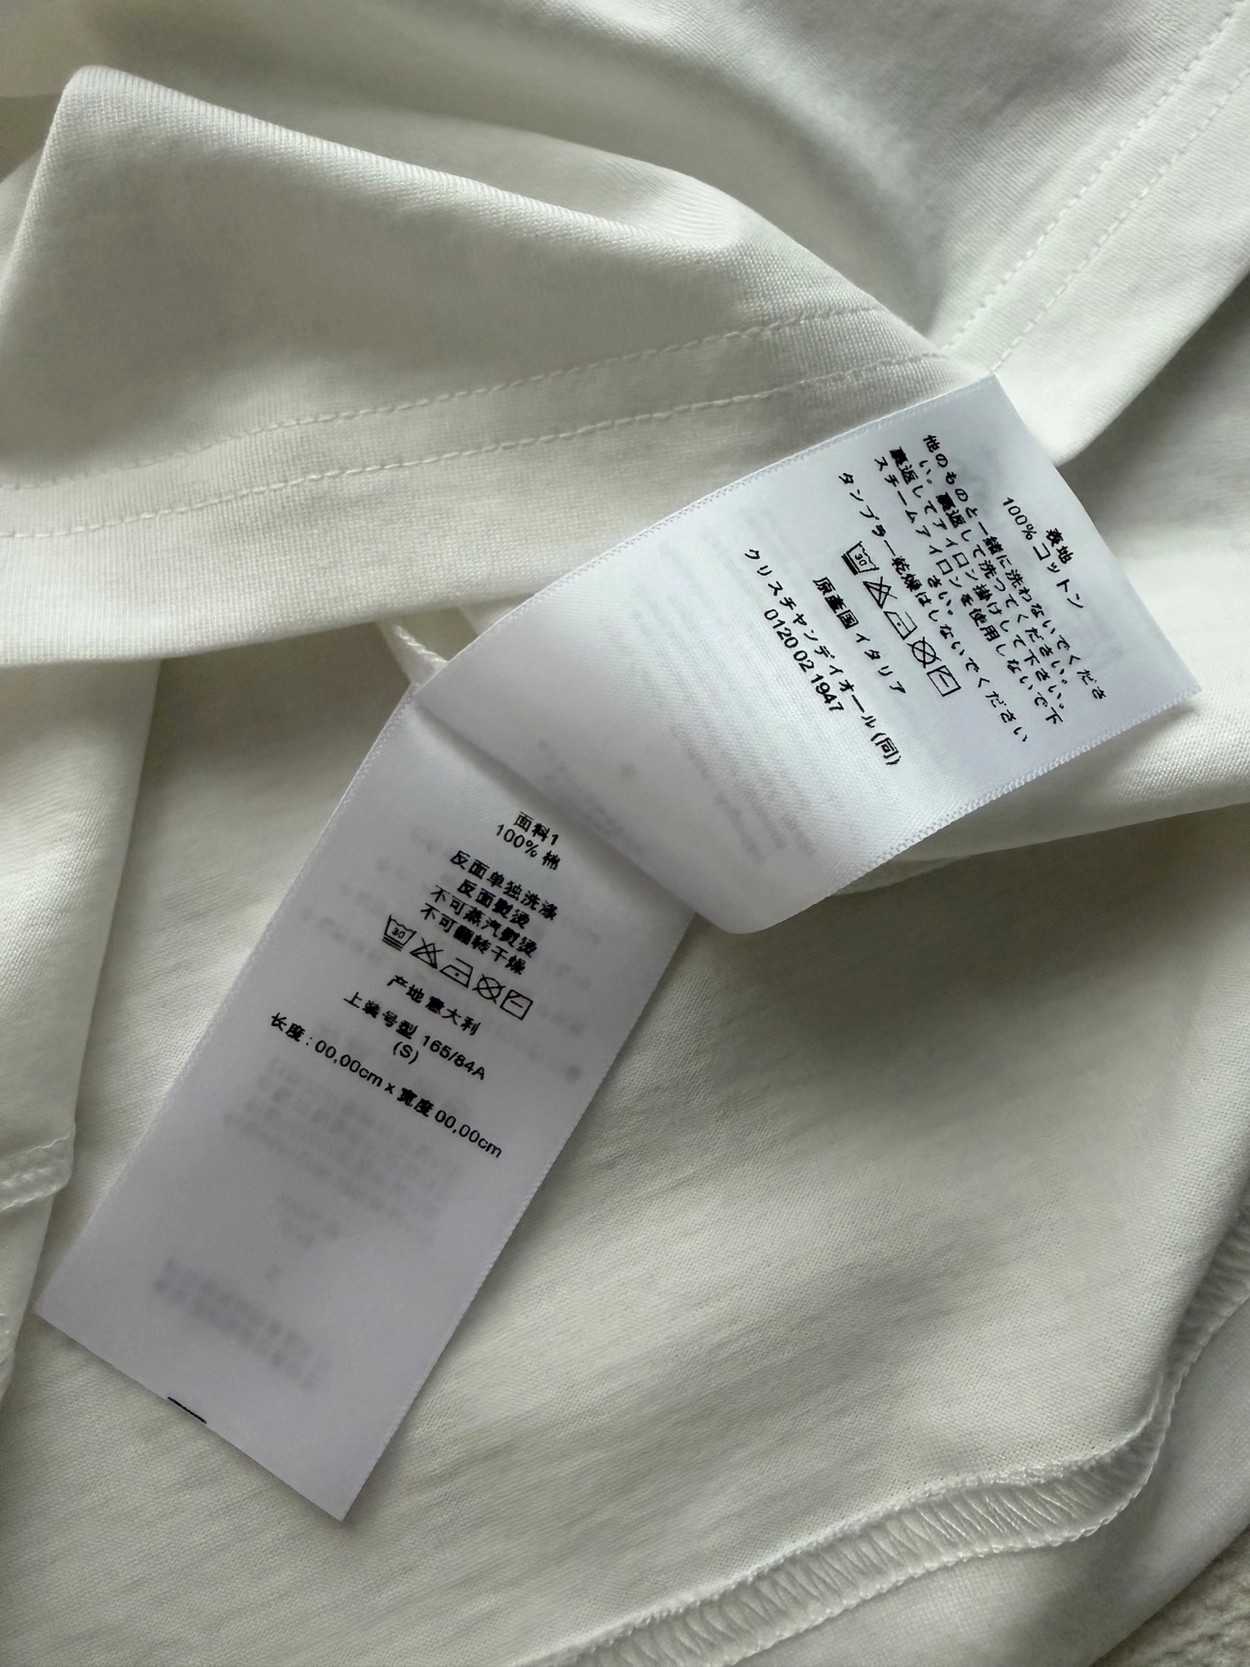 表地
100% コットン
他のものと一緒に洗わないでくださ
い。裏返して洗ってください。
裏返してアイロン掛けして下さい。
スチームアイロンを使用しないで下
さい。
タンブラー乾燥はしないでください
30
原産国 イタリア
クリスチャンディオール(同)
0120 02 1947
面料1
100% 棉
反面单独洗涤
反面熨烫
不可蒸汽熨烫
不可翻转干燥
30
产地 意大利
上装号型 165/84A
(S)
长度 : 00,00cm x 宽度 00,00cm